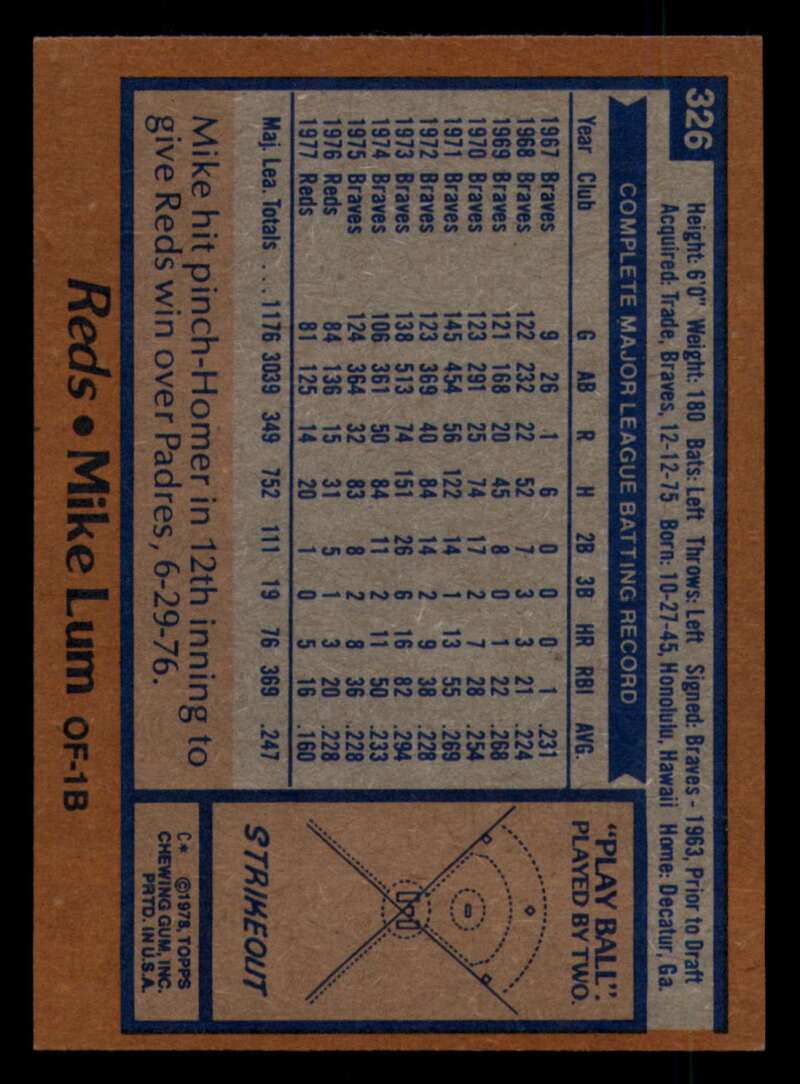 326
Height: 6'0" Weight: 180 Bats: Left Throws: Left Signed: Braves - 1963, Prior to Draft
Acquired: Trade, Braves, 12-12-75 Born: 10-27-45, Honolulu, Hawaii Home: Decatur, Ga.
COMPLETE MAJOR LEAGUE BATTING RECORD
Year Club G AB R H 2B 3B HR RBI AVG.
1967 Braves 9 26 1 6 0 0 0 1 .231
1968 Braves 122 232 22 52 7 3 3 21 .224
1969 Braves 121 168 20 45 8 0 1 22 .268
1970 Braves 123 291 25 74 17 2 7 28 .254
1971 Braves 145 454 56 122 14 1 13 55 .269
1972 Braves 123 369 40 84 14 2 9 38 .228
1973 Braves 138 513 74 151 26 6 16 82 .294
1974 Braves 106 361 50 84 11 2 11 50 .233
1975 Braves 124 364 32 83 8 2 8 36 .228
1976 Reds 84 136 15 31 5 1 3 20 .228
1977 Reds 81 125 14 20 1 0 5 16 .160
Maj. Lea. Totals ... 1176 3039 349 752 111 19 76 369 .247
Mike hit pinch-Homer in 12th inning to
give Reds win over Padres, 6-29-76.
Reds • Mike Lum OF-1B
"PLAY BALL":
PLAYED BY TWO.
STRIKEOUT
C* ©1978, TOPPS
CHEWING GUM, INC.
PRTD. IN U.S.A.